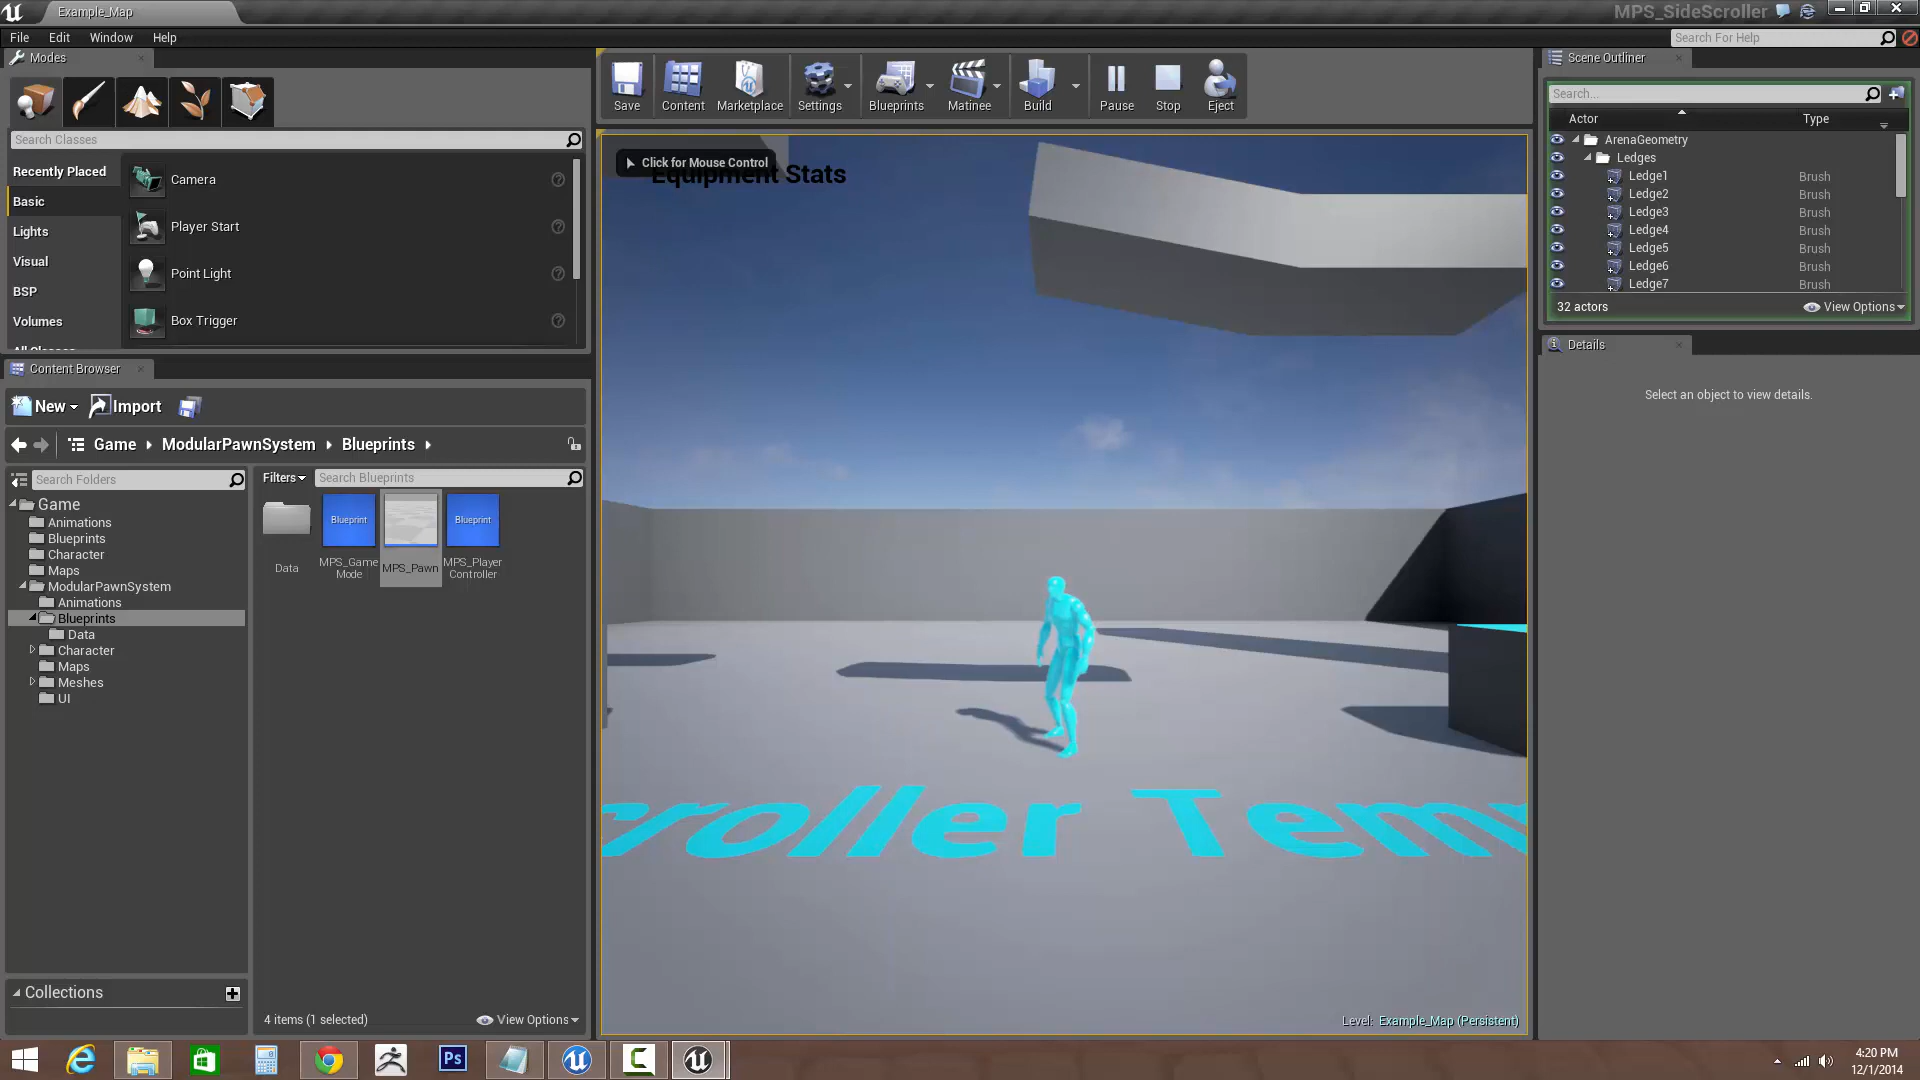 Example_Map
MPS_SideScroller
File Edit Window Help
Search For Help
Modes
Search Classes
Recently Placed
Basic
Lights
Visual
BSP
Volumes
Camera
Player Start
Point Light
Box Trigger
Content Browser
New Import
Game ModularPawnSystem Blueprints
Search Folders
Game
Animations
Blueprints
Character
Maps
ModularPawnSystem
Animations
Blueprints
Data
Character
Maps
Meshes
UI
Collections
Filters Search Blueprints
Data
Blueprint
MPS_Game
Mode
MPS_Pawn
Blueprint
MPS_Player
Controller
4 items (1 selected) View Options
Save Content Marketplace Settings Blueprints Matinee Build Pause Stop Eject
Click for Mouse Control
Equipment Stats
roller Tem
Level: Example_Map (Persistent)
Scene Outliner
Search...
Actor Type
ArenaGeometry
Ledges
Ledge1 Brush
Ledge2 Brush
Ledge3 Brush
Ledge4 Brush
Ledge5 Brush
Ledge6 Brush
Ledge7 Brush
32 actors View Options
Details
Select an object to view details.
Ps
4:20 PM
12/1/2014